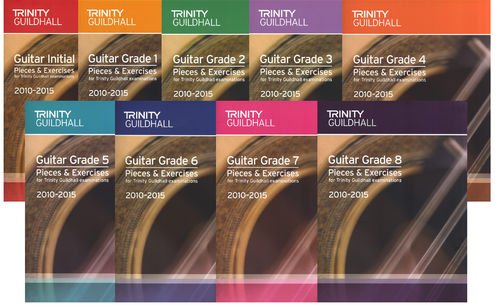 TRINITY
GUILDHALL
Guitar Initial
Pieces & Exercises
for Trinity Guildhall examinations
2010-2015
TRINITY
GUILDHALL
Guitar Grade 1
Pieces & Exercises
for Trinity Guildhall examinations
2010-2015
TRINITY
GUILDHALL
Guitar Grade 2
Pieces & Exercises
for Trinity Guildhall examinations
2010-2015
TRINITY
GUILDHALL
Guitar Grade 3
Pieces & Exercises
for Trinity Guildhall examinations
2010-2015
TRINITY
GUILDHALL
Guitar Grade 4
Pieces & Exercises
for Trinity Guildhall examinations
2010-2015
TRINITY
GUILDHALL
Guitar Grade 5
Pieces & Exercises
for Trinity Guildhall examinations
2010-2015
TRINITY
GUILDHALL
Guitar Grade 6
Pieces & Exercises
for Trinity Guildhall examinations
2010-2015
TRINITY
GUILDHALL
Guitar Grade 7
Pieces & Exercises
for Trinity Guildhall examinations
2010-2015
TRINITY
GUILDHALL
Guitar Grade 8
Pieces & Exercises
for Trinity Guildhall examinations
2010-2015